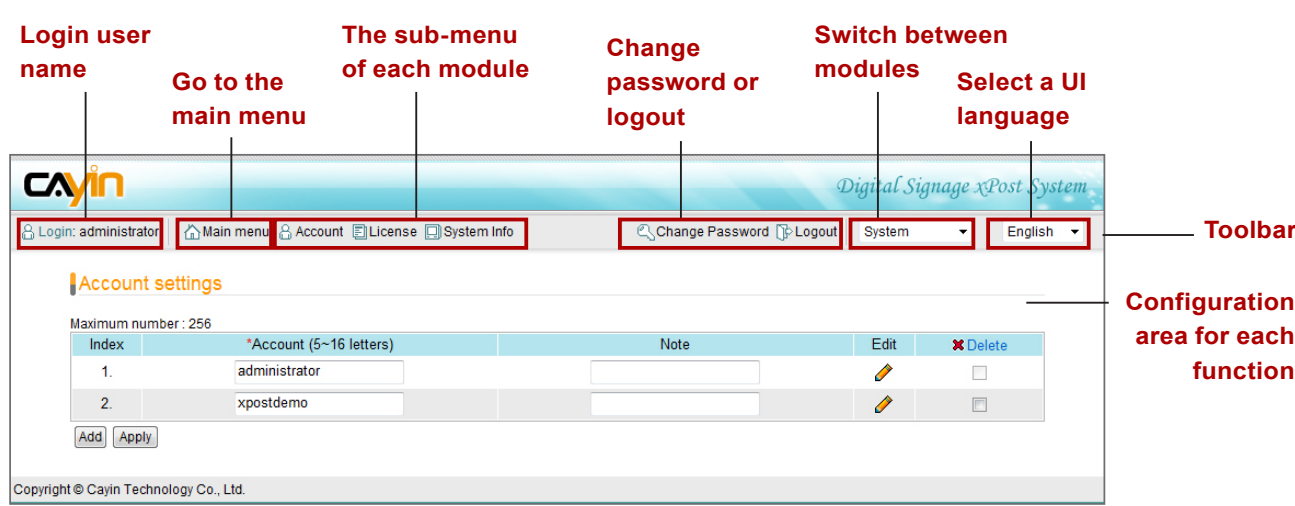 Login user
name
Go to the
main menu
The sub-menu
of each module
Change
password or
logout
Switch between
modules
Select a UI
language
CAyin
Digital Signage xPost System
Login: administrator Main menu Account License System Info Change Password Logout System English
Toolbar
Account settings
Configuration
area for each
function
Maximum number : 256
Index *Account (5~16 letters) Note Edit Delete
1. administrator
2. xpostdemo
Add Apply
Copyright © Cayin Technology Co., Ltd.